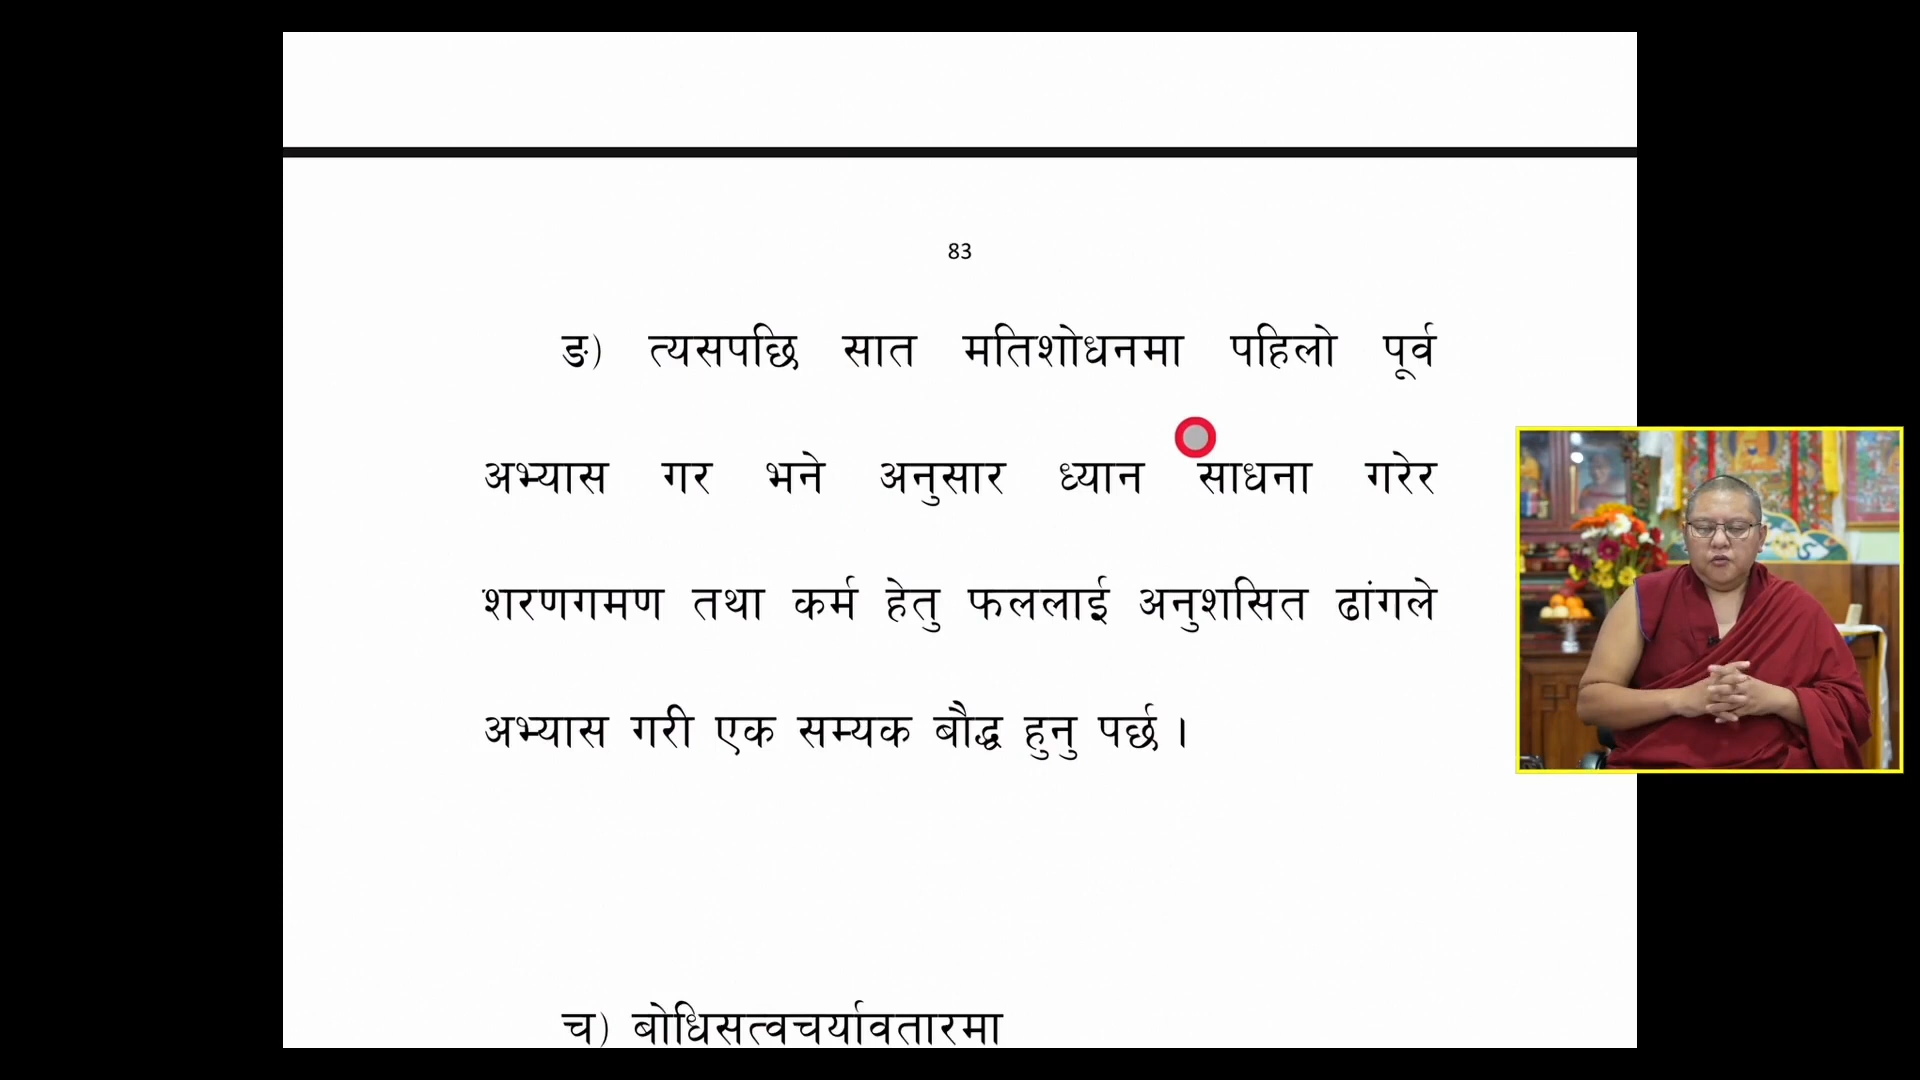 83
ङ) त्यसपछि सात मतिशोधनमा पहिलो पूर्व
अभ्यास गर भने अनुसार ध्यान साधना गरेर
शरणगमण तथा कर्म हेतु फललाई अनुशसित ढांगले
अभ्यास गरी एक सम्यक बौद्ध हुनु पर्छ ।
च) बोधिसत्वचर्यावतारमा